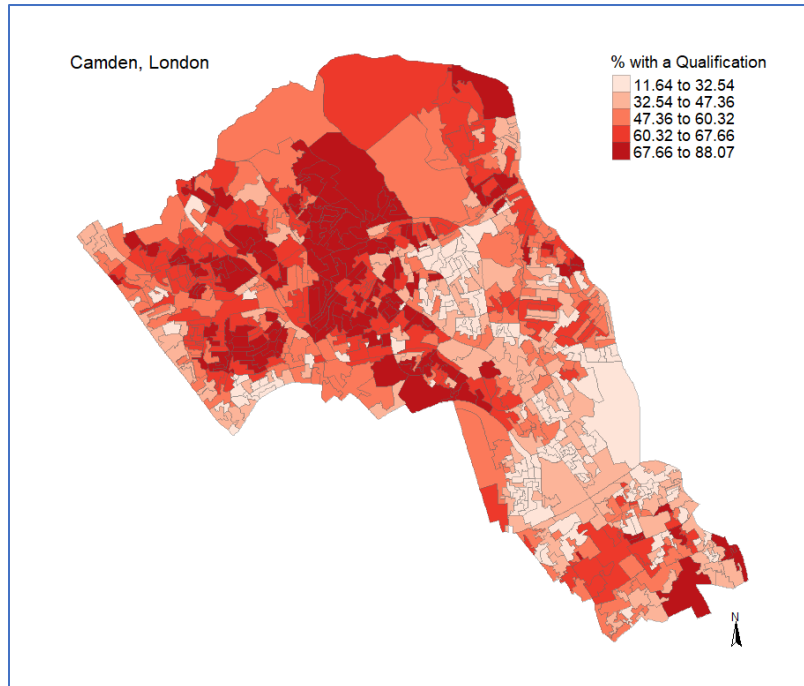 Camden, London
% with a Qualification
11.64 to 32.54
32.54 to 47.36
47.36 to 60.32
60.32 to 67.66
67.66 to 88.07
N